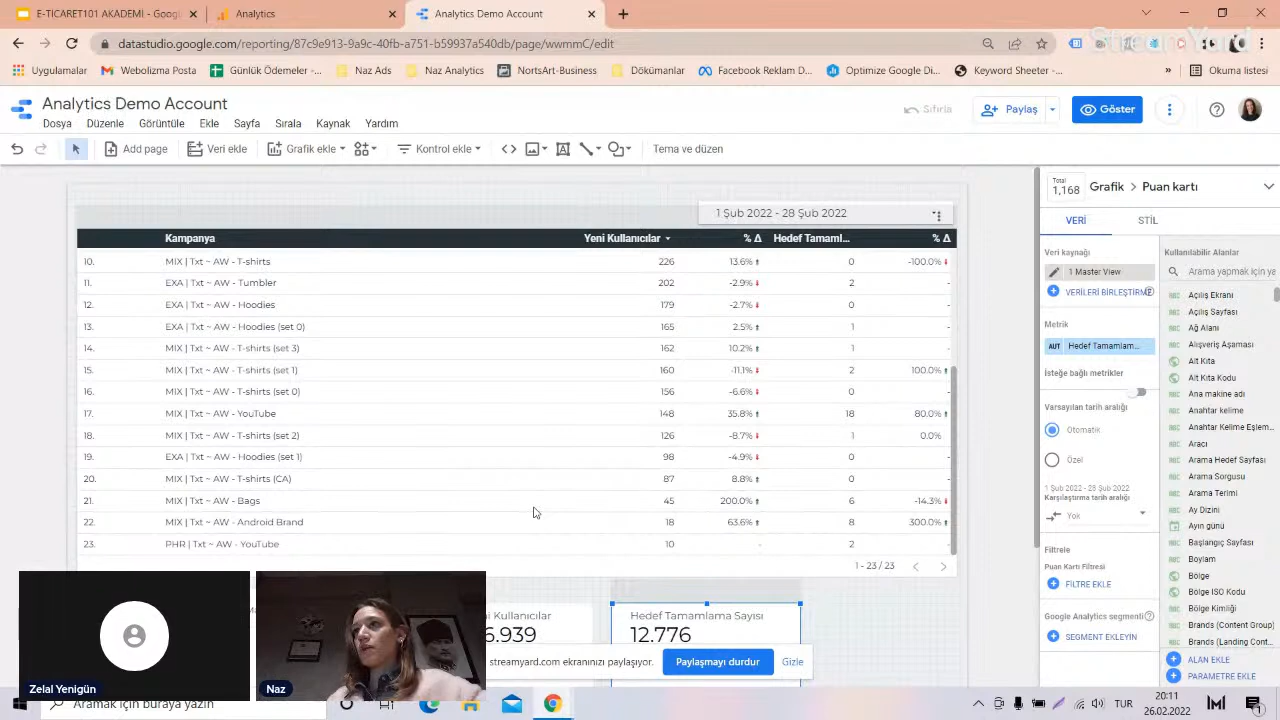 E-TICARET101 AKADEMİ - Googl
Analytics
Analytics Demo Account
datastudio.google.com/reporting/87c9e913-9a9c-40fb-a751-b59937a540db/page/wwmmC/edit
StreamYard
Uygulamalar
Webolizma Posta
Günlük Ödemeler -...
Naz Ads
Naz Analytics
NortsArt-Business
Dökümanlar
Facebook Reklam D...
Optimize Google Di...
Keyword Sheeter -...
»
Okuma listesi
Analytics Demo Account
Dosya Düzenle Görüntüle Ekle Sayfa Sırala Kaynak Yardım
Sıfırla
Paylaş
Göster
Add page
Veri ekle
Grafik ekle
Kontrol ekle
Tema ve düzen
1 Şub 2022 - 28 Şub 2022
Kampanya Yeni Kullanıcılar % Δ Hedef Tamaml... % Δ
10. MIX | Txt ~ AW - T-shirts 226 13.6% 0 -100.0%
11. EXA | Txt ~ AW - Tumbler 202 -2.9% 2 -
12. EXA | Txt ~ AW - Hoodies 179 -2.7% 0 -
13. EXA | Txt ~ AW - Hoodies (set 0) 165 2.5% 1 -
14. MIX | Txt ~ AW - T-shirts (set 3) 162 10.2% 1 -
15. MIX | Txt ~ AW - T-shirts (set 1) 160 -11.1% 2 100.0%
16. MIX | Txt ~ AW - T-shirts (set 0) 156 -6.6% 0 -
17. MIX | Txt ~ AW - YouTube 148 35.8% 18 80.0%
18. MIX | Txt ~ AW - T-shirts (set 2) 126 -8.7% 1 0.0%
19. EXA | Txt ~ AW - Hoodies (set 1) 98 -4.9% 0 -
20. MIX | Txt ~ AW - T-shirts (CA) 87 8.8% 0 -
21. MIX | Txt ~ AW - Bags 45 200.0% 6 -14.3%
22. MIX | Txt ~ AW - Android Brand 18 63.6% 8 300.0%
23. PHR | Txt ~ AW - YouTube 10 - 2 -
1 - 23 / 23
Kullanıcılar
6.939
Hedef Tamamlama Sayısı
12.776
streamyard.com ekranınızı paylaşıyor.
Paylaşmayı durdur
Gizle
Total
1,168
Grafik > Puan kartı
VERİ
STİL
Veri kaynağı
1 Master View
VERİLERİ BİRLEŞTİRME
Metrik
AUT Hedef Tamamlam...
İsteğe bağlı metrikler
Varsayılan tarih aralığı
Otomatik
Özel
1 Şub 2022 - 28 Şub 2022
Karşılaştırma tarih aralığı
Yok
Filtrele
Puan Kartı Filtresi
FİLTRE EKLE
Google Analytics segmenti
SEGMENT EKLEYİN
Kullanılabilir Alanlar
Arama yapmak için ya
Açılış Ekranı
Açılış Sayfası
Ağ Alanı
Alışveriş Aşaması
Alt Kıta
Alt Kıta Kodu
Ana makine adı
Anahtar kelime
Anahtar Kelime Eşlem...
Aracı
Arama Hedef Sayfası
Arama Sorgusu
Arama Terimi
Ay Dizini
Ayın günü
Başlangıç Sayfası
Boylam
Bölge
Bölge ISO Kodu
Bölge Kimliği
Brands (Content Group)
Brands (Landing Cont...
ALAN EKLE
PARAMETRE EKLE
Zelal Yenigün
Naz
Aramak için buraya yazın
TUR
20:11
26.02.2022
1